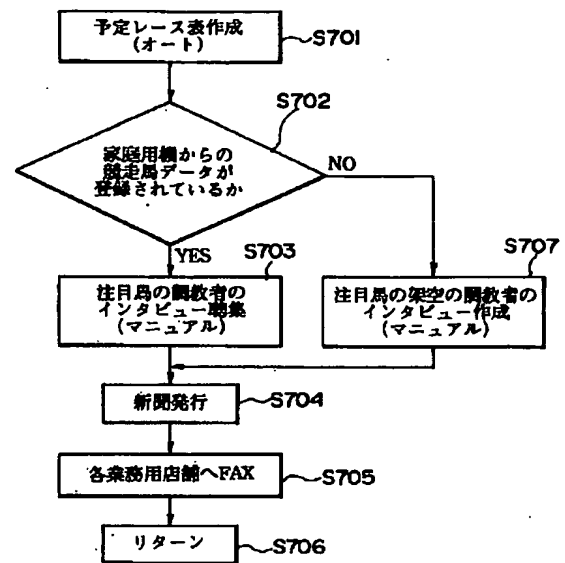 予定レース表作成
(オート)
S701
S702
家庭用機からの
競走馬データが
登録されているか
NO
YES
S703
S707
注目馬の調教者の
インタビュー聴集
(マニュアル)
注目馬の架空の調教者の
インタビュー作成
(マニュアル)
新聞発行
S704
各業務用店舗へFAX
S705
リターン
S706